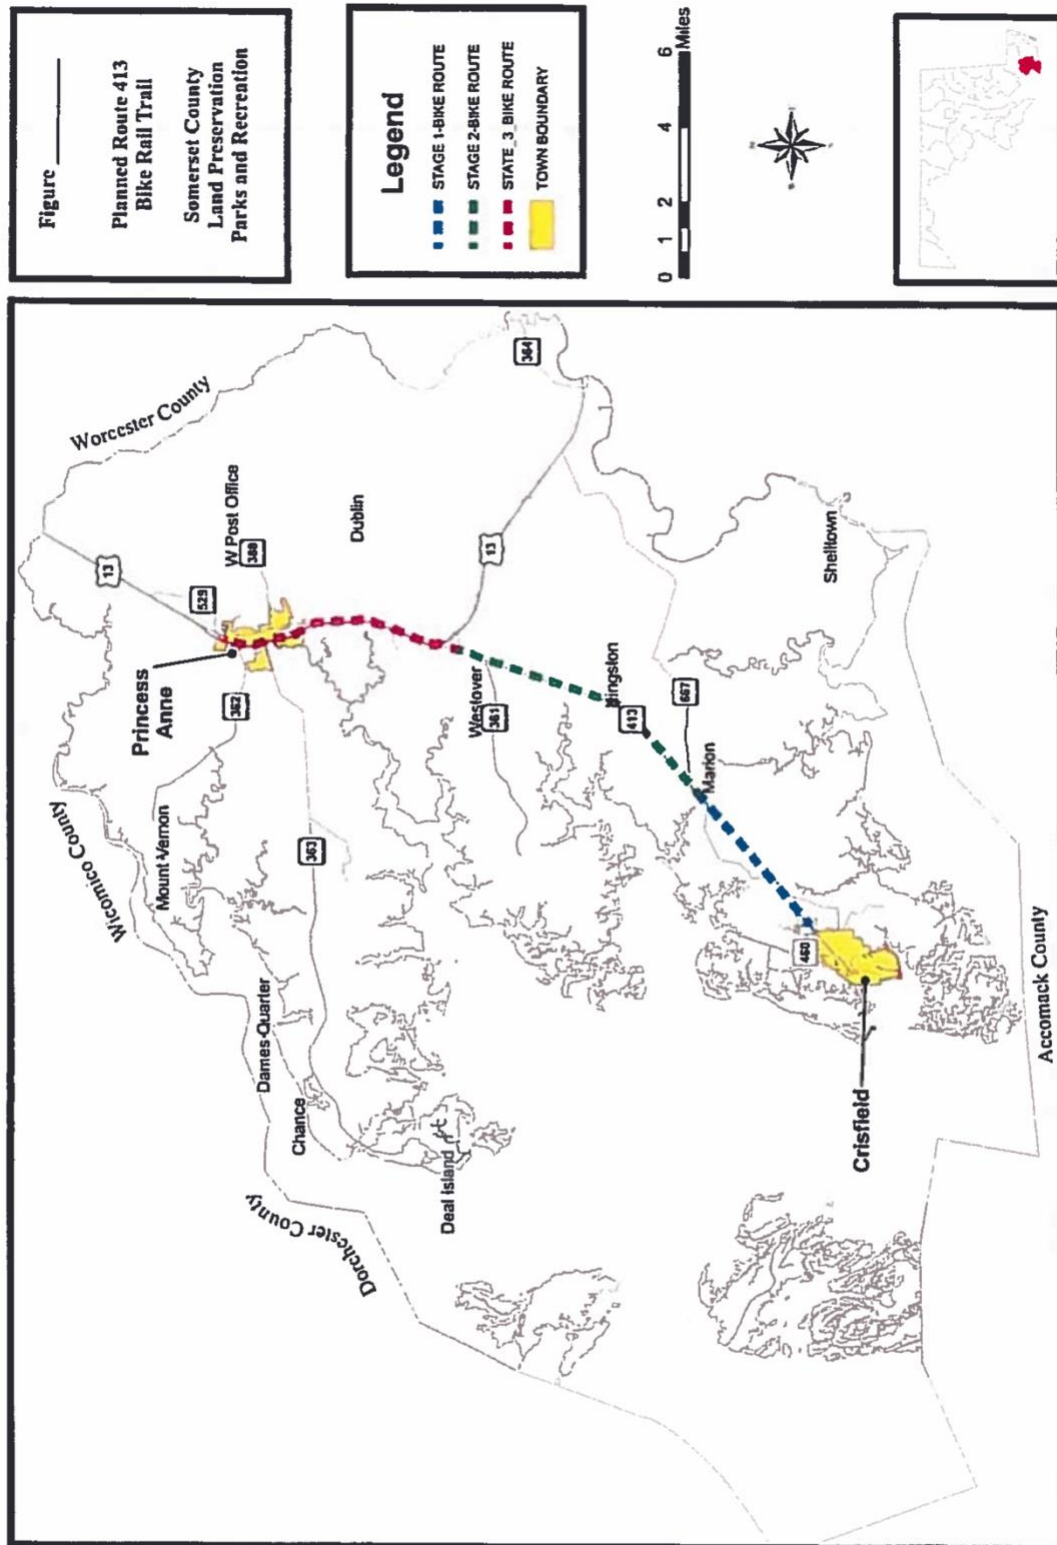 Figure
Planned Route 413
Bike Rail Trail
Somerset County
Land Preservation
Parks and Recreation
Legend
STAGE 1-BIKE ROUTE
STAGE 2-BIKE ROUTE
STATE_3_BIKE ROUTE
TOWN BOUNDARY
0 1 2 4 6
Miles
Worcester County
Wicomico County
Dorchester County
Accomack County
13
529
W Post Office
388
Princess
Anne
362
Mount Vernon
Dublin
363
Dames Quarter
Chance
Deal Island
364
13
Westover
361
Kingston
413
667
Marion
Shelltown
460
Crisfield